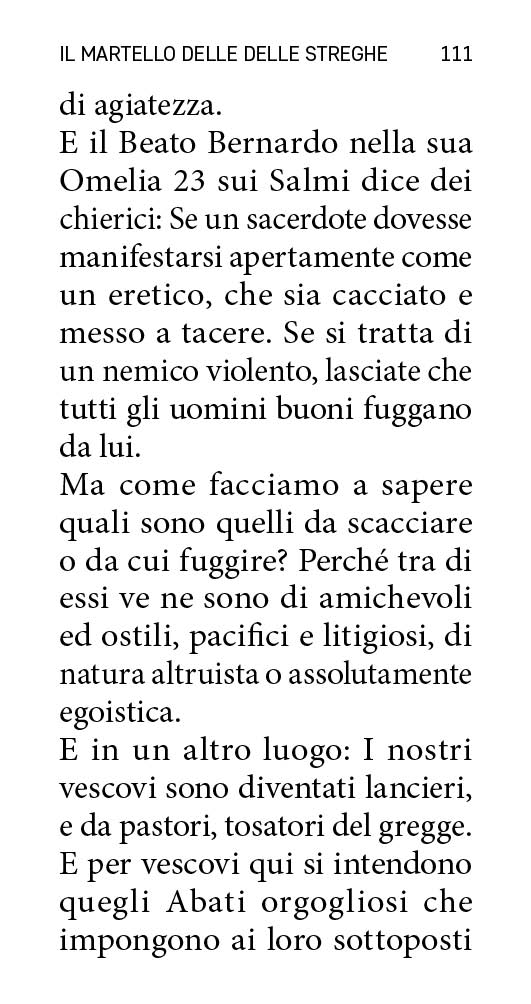 IL MARTELLO DELLE DELLE STREGHE 111
di agiatezza.
E il Beato Bernardo nella sua
Omelia 23 sui Salmi dice dei
chierici: Se un sacerdote dovesse
manifestarsi apertamente come
un eretico, che sia cacciato e
messo a tacere. Se si tratta di
un nemico violento, lasciate che
tutti gli uomini buoni fuggano
da lui.
Ma come facciamo a sapere
quali sono quelli da scacciare
o da cui fuggire? Perché tra di
essi ve ne sono di amichevoli
ed ostili, pacifici e litigiosi, di
natura altruista o assolutamente
egoistica.
E in un altro luogo: I nostri
vescovi sono diventati lancieri,
e da pastori, tosatori del gregge.
E per vescovi qui si intendono
quegli Abati orgogliosi che
impongono ai loro sottoposti